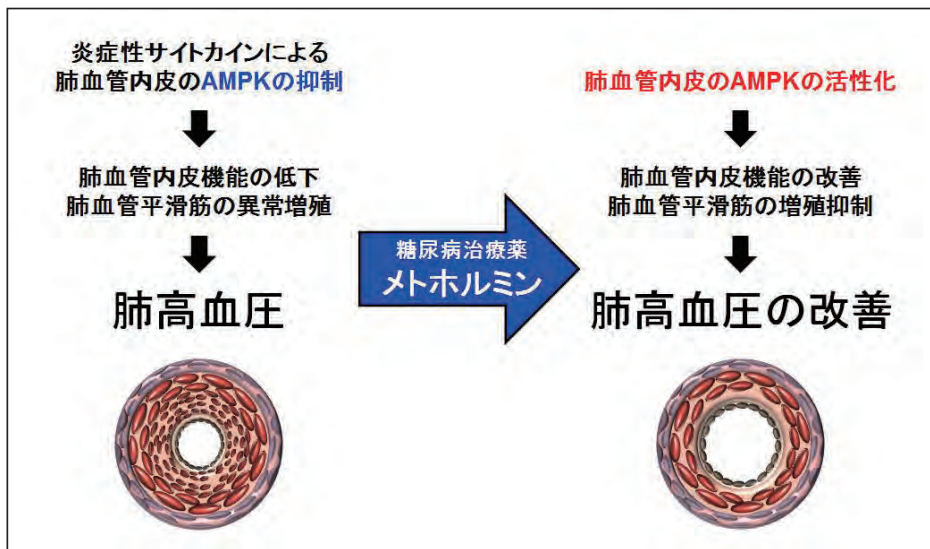 炎症性サイトカインによる
肺血管内皮のAMPKの抑制
肺血管内皮機能の低下
肺血管平滑筋の異常増殖
肺高血圧
糖尿病治療薬
メトホルミン
肺血管内皮のAMPKの活性化
肺血管内皮機能の改善
肺血管平滑筋の増殖抑制
肺高血圧の改善